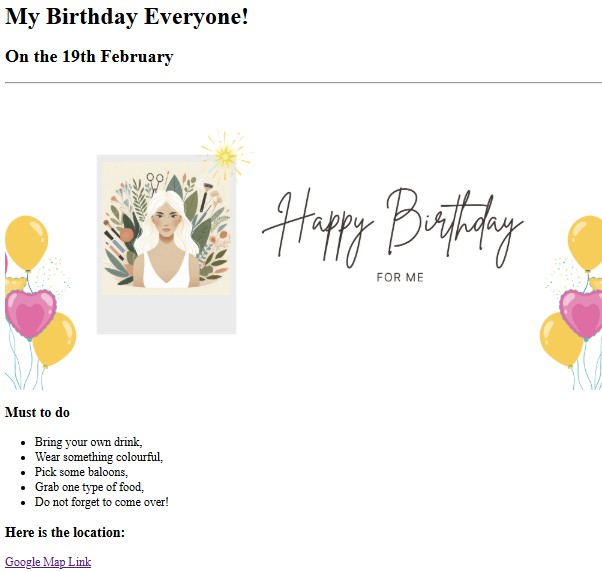 My Birthday Everyone!
On the 19th February
Happy Birthday
FOR ME
Must to do
Bring your own drink,
Wear something colourful,
Pick some baloons,
Grab one type of food,
Do not forget to come over!
Here is the location:
Google Map Link